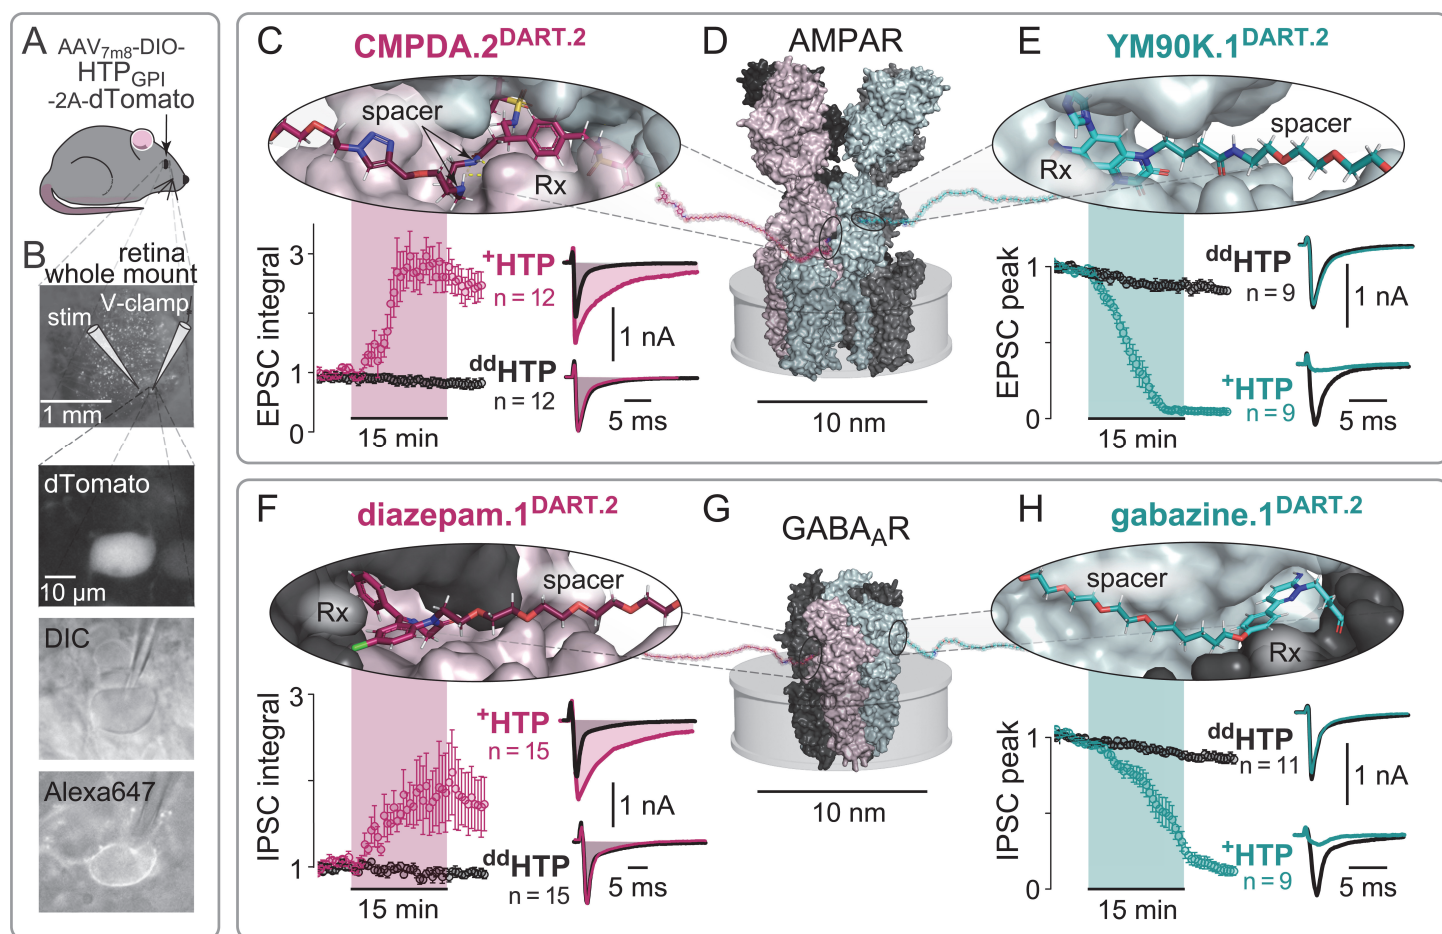 A
AAV7m8-DIO-
HTPGPI
-2A-dTomato
B
retina
whole mount
V-clamp
stim
1 mm
dTomato
10 µm
DIC
Alexa647
C
CMPDA.2DART.2
spacer
Rx
EPSC integral
3
1
0
15 min
+HTP
n = 12
ddHTP
n = 12
1 nA
5 ms
D
AMPAR
10 nm
E
YM90K.1DART.2
spacer
Rx
EPSC peak
1
0
15 min
ddHTP
n = 9
+HTP
n = 9
1 nA
5 ms
F
diazepam.1DART.2
spacer
Rx
IPSC integral
3
1
15 min
+HTP
n = 15
ddHTP
n = 15
1 nA
5 ms
G
GABAAR
10 nm
H
gabazine.1DART.2
spacer
Rx
IPSC peak
1
0
15 min
ddHTP
n = 11
+HTP
n = 9
1 nA
5 ms